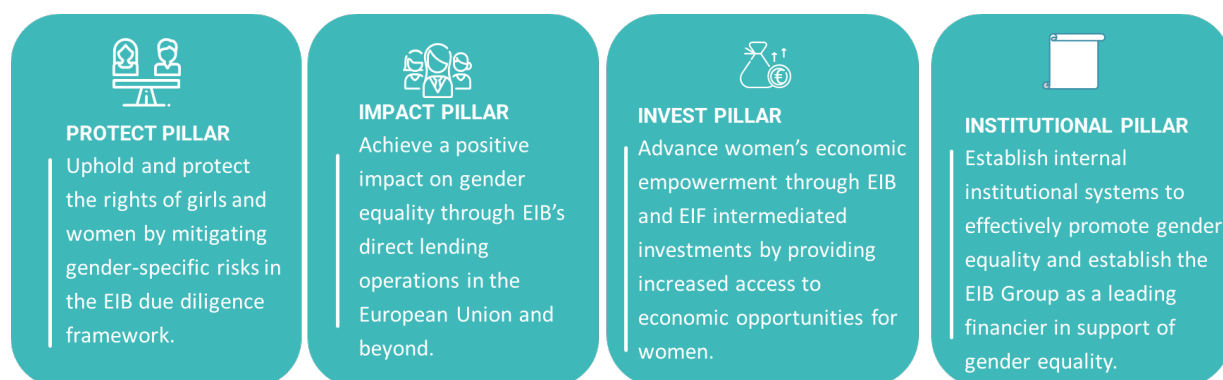 PROTECT PILLAR
Uphold and protect
the rights of girls and
women by mitigating
gender-specific risks in
the EIB due diligence
framework.
IMPACT PILLAR
Achieve a positive
impact on gender
equality through EIB’s
direct lending
operations in the
European Union and
beyond.
INVEST PILLAR
Advance women’s economic
empowerment through EIB
and EIF intermediated
investments by providing
increased access to
economic opportunities for
women.
INSTITUTIONAL PILLAR
Establish internal
institutional systems to
effectively promote gender
equality and establish the
EIB Group as a leading
financier in support of
gender equality.